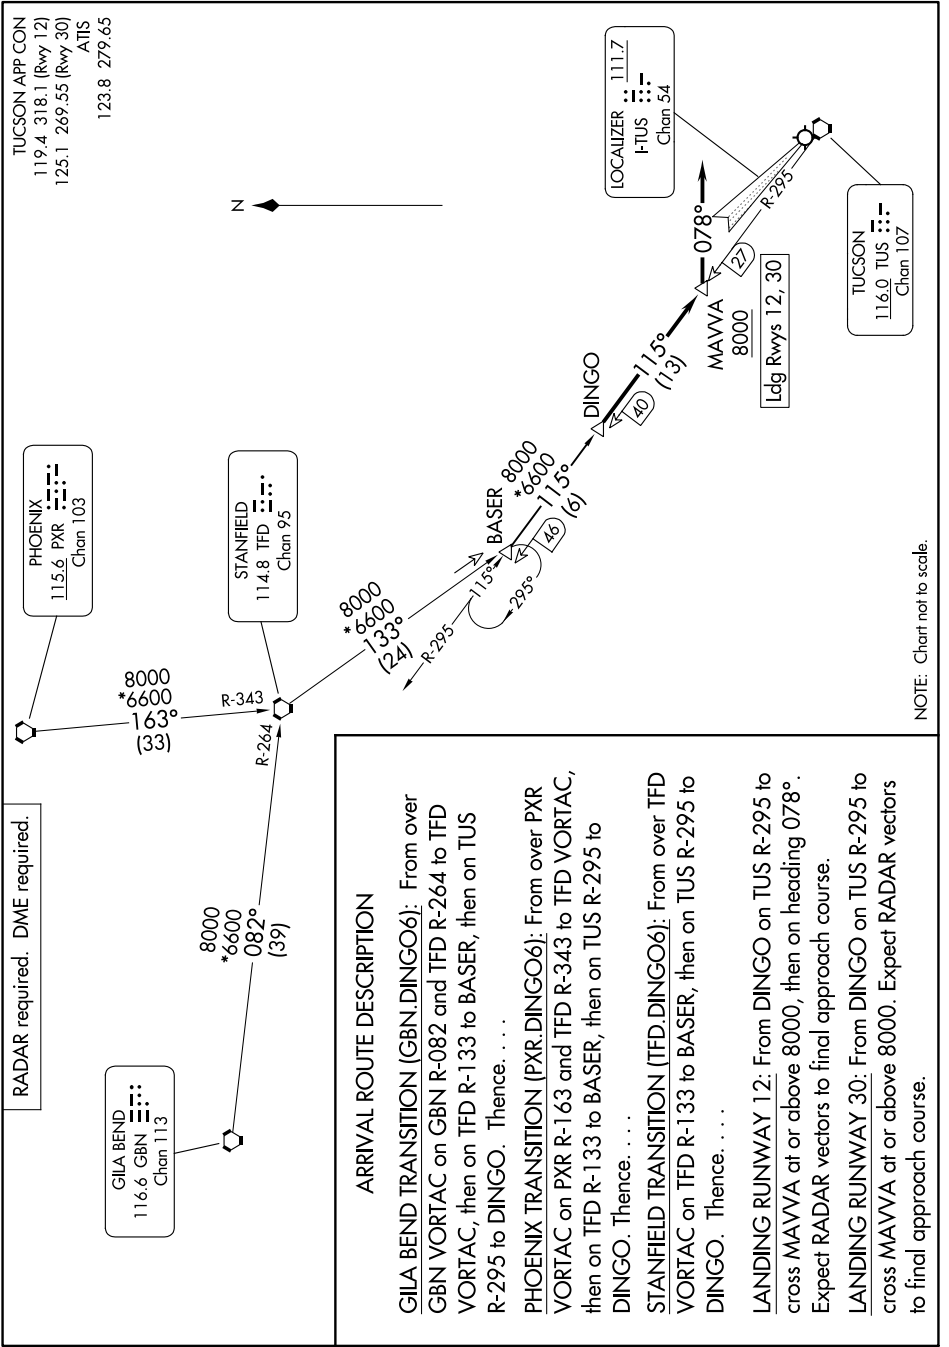 RADAR required. DME required.
TUCSON APP CON
119.4 318.1 (Rwy 12)
125.1 269.55 (Rwy 30)
ATIS
123.8 279.65
PHOENIX
115.6 PXR
Chan 103
GILA BEND
116.6 GBN
Chan 113
STANFIELD
114.8 TFD
Chan 95
LOCALIZER 111.7
I-TUS
Chan 54
TUCSON
116.0 TUS
Chan 107
N
8000
*6600
163°
(33)
R-343
R-264
8000
*6600
082°
(39)
8000
*6600
133°
(24)
R-295
115°
295°
BASER
46
8000
*6600
115°
(6)
DINGO
40
115°
(13)
MAVVA
8000
Ldg Rwys 12, 30
078°
27
R-295
NOTE: Chart not to scale.
ARRIVAL ROUTE DESCRIPTION
GILA BEND TRANSITION (GBN.DINGO6): From over
GBN VORTAC on GBN R-082 and TFD R-264 to TFD
VORTAC, then on TFD R-133 to BASER, then on TUS
R-295 to DINGO. Thence. . . .
PHOENIX TRANSITION (PXR.DINGO6): From over PXR
VORTAC on PXR R-163 and TFD R-343 to TFD VORTAC,
then on TFD R-133 to BASER, then on TUS R-295 to
DINGO. Thence. . . .
STANFIELD TRANSITION (TFD.DINGO6): From over TFD
VORTAC on TFD R-133 to BASER, then on TUS R-295 to
DINGO. Thence. . . .
LANDING RUNWAY 12: From DINGO on TUS R-295 to
cross MAVVA at or above 8000, then on heading 078°.
Expect RADAR vectors to final approach course.
LANDING RUNWAY 30: From DINGO on TUS R-295 to
cross MAVVA at or above 8000. Expect RADAR vectors
to final approach course.